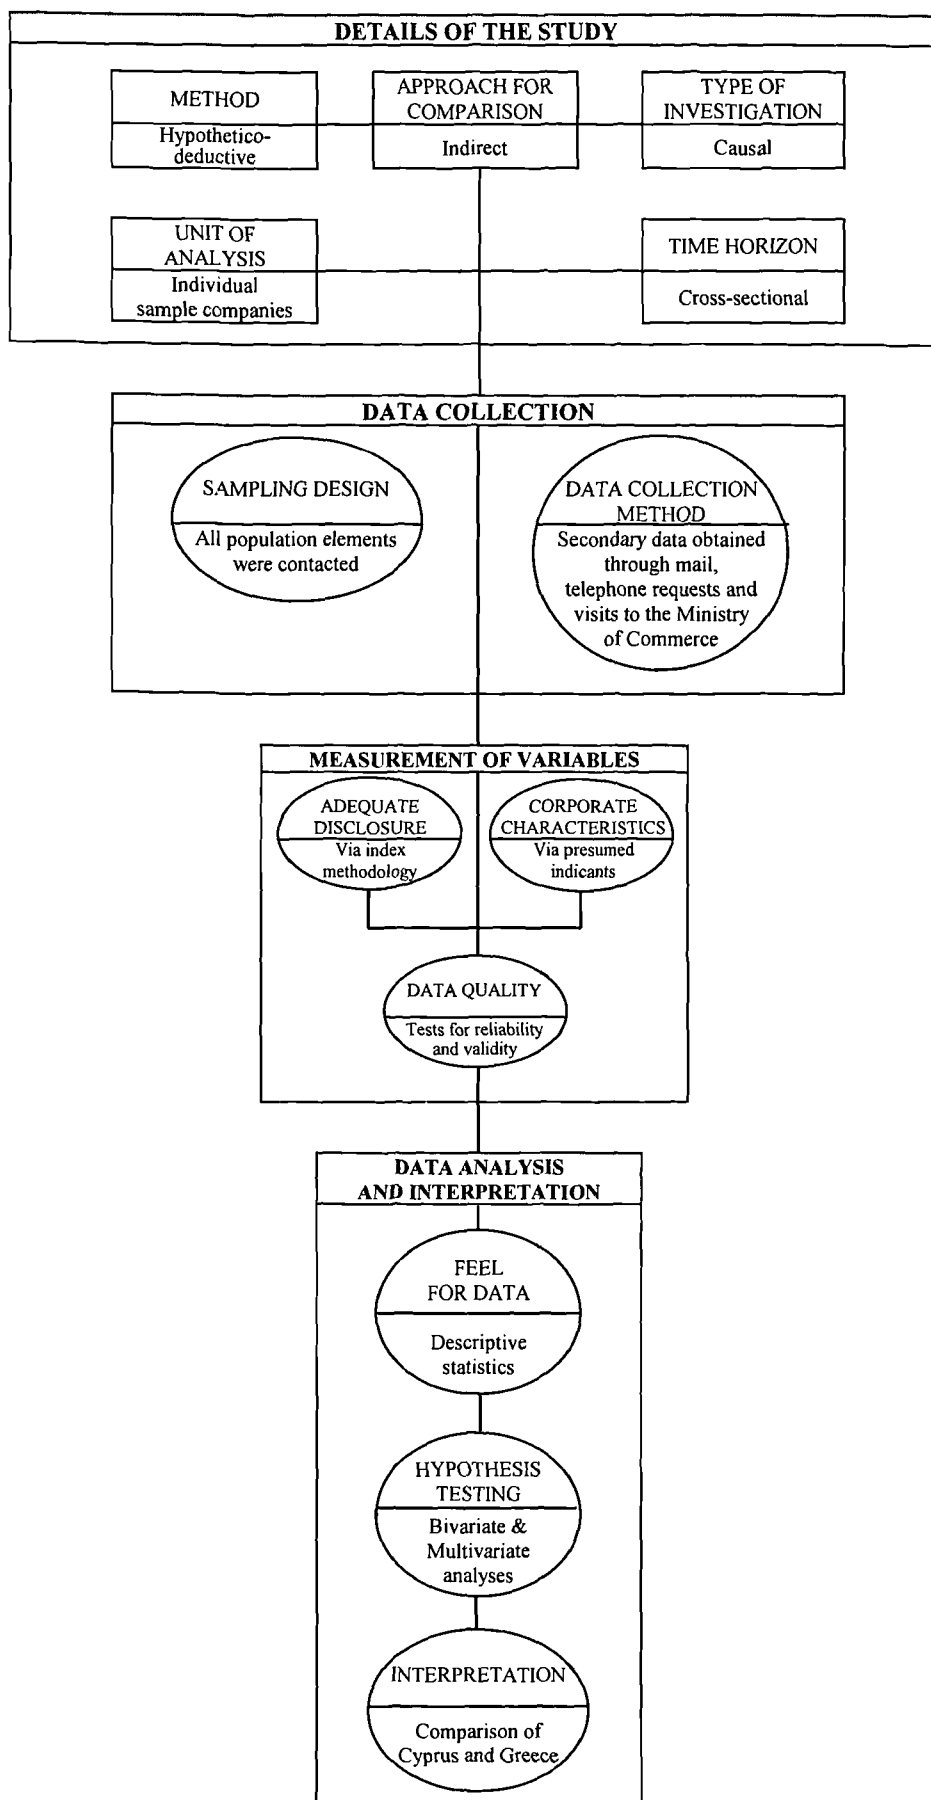 DETAILS OF THE STUDY
METHOD
Hypothetico-
deductive
APPROACH FOR
COMPARISON
Indirect
TYPE OF
INVESTIGATION
Causal
UNIT OF
ANALYSIS
Individual
sample companies
TIME HORIZON
Cross-sectional
DATA COLLECTION
SAMPLING DESIGN
All population elements
were contacted
DATA COLLECTION
METHOD
Secondary data obtained
through mail,
telephone requests and
visits to the Ministry
of Commerce
MEASUREMENT OF VARIABLES
ADEQUATE
DISCLOSURE
Via index
methodology
CORPORATE
CHARACTERISTICS
Via presumed
indicants
DATA QUALITY
Tests for reliability
and validity
DATA ANALYSIS
AND INTERPRETATION
FEEL
FOR DATA
Descriptive
statistics
HYPOTHESIS
TESTING
Bivariate &
Multivariate
analyses
INTERPRETATION
Comparison of
Cyprus and Greece